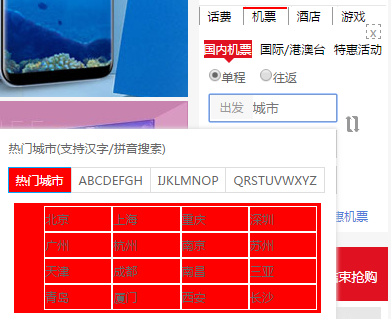 话费 机票 酒店 游戏
x
国内机票 国际/港澳台 特惠活动
单程 往返
出发 城市
热门城市(支持汉字/拼音搜索)
热门城市 ABCDEFGH IJKLMNOP QRSTUVWXYZ
北京 上海 重庆 深圳
广州 杭州 南京 苏州
天津 成都 南昌 三亚
青岛 厦门 西安 长沙
惠机票
束抢购